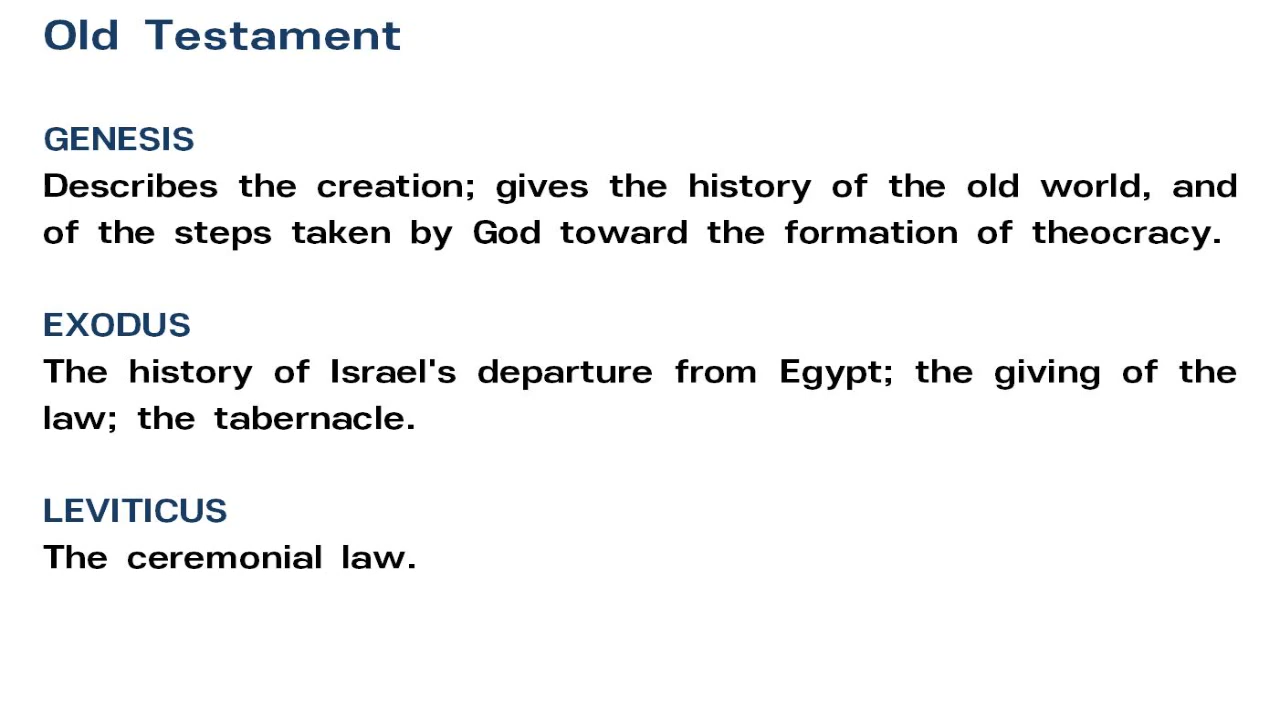 Old Testament
GENESIS
Describes the creation; gives the history of the old world, and
of the steps taken by God toward the formation of theocracy.
EXODUS
The history of Israel's departure from Egypt; the giving of the
law; the tabernacle.
LEVITICUS
The ceremonial law.